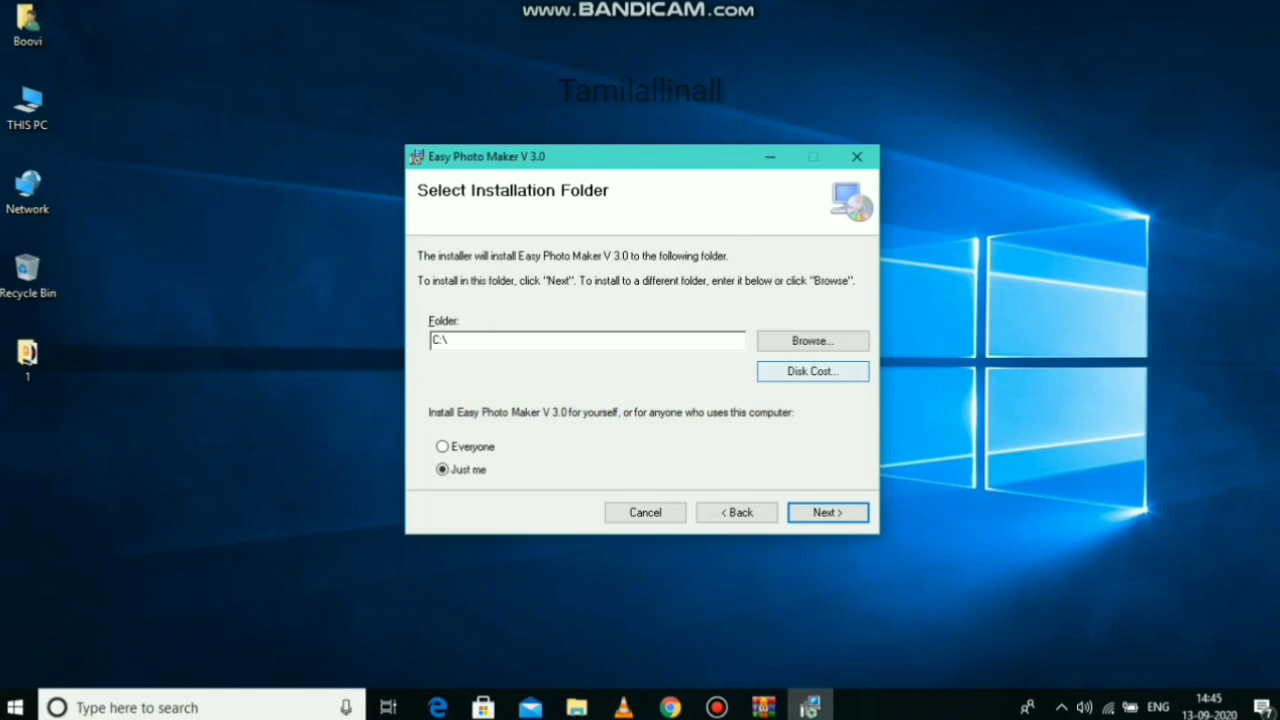 www.BANDICAM.com
Boovi
Tamilallinall
THIS PC
Network
Recycle Bin
1
Easy Photo Maker V 3.0
Select Installation Folder
The installer will install Easy Photo Maker V 3.0 to the following folder.
To install in this folder, click "Next". To install to a different folder, enter it below or click "Browse".
Folder:
C:\
Browse...
Disk Cost...
Install Easy Photo Maker V 3.0 for yourself, or for anyone who uses this computer:
Everyone
Just me
Cancel
< Back
Next >
Type here to search
ENG
14:45
13-09-2020